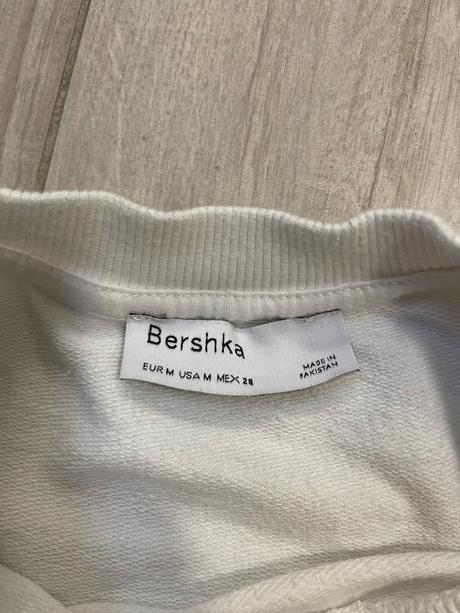 Bershka
EUR M USA M MEX 28
MADE IN
PAKISTAN